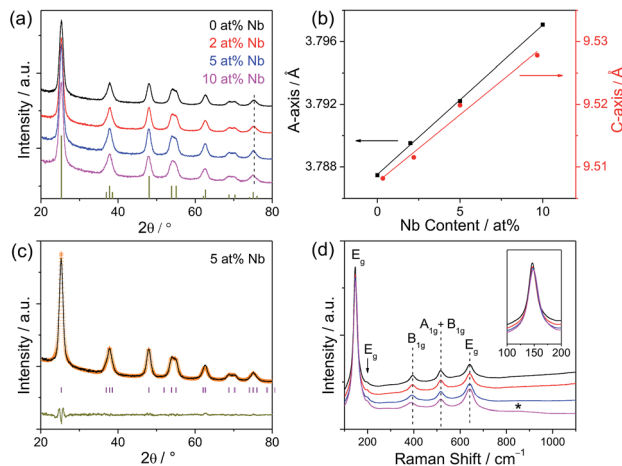 (a)
0 at% Nb
2 at% Nb
5 at% Nb
10 at% Nb
Intensity / a.u.
20 40 60 80
2θ / °
(b)
3.796
3.792
3.788
A-axis / Å
9.53
9.52
9.51
C-axis / Å
0 5 10
Nb Content / at%
(c)
5 at% Nb
Intensity / a.u.
20 40 60 80
2θ / °
(d)
Eg
Eg
B1g
A1g + B1g
Eg
*
100 150 200
Intensity / a.u.
200 400 600 800 1000
Raman Shift / cm⁻¹